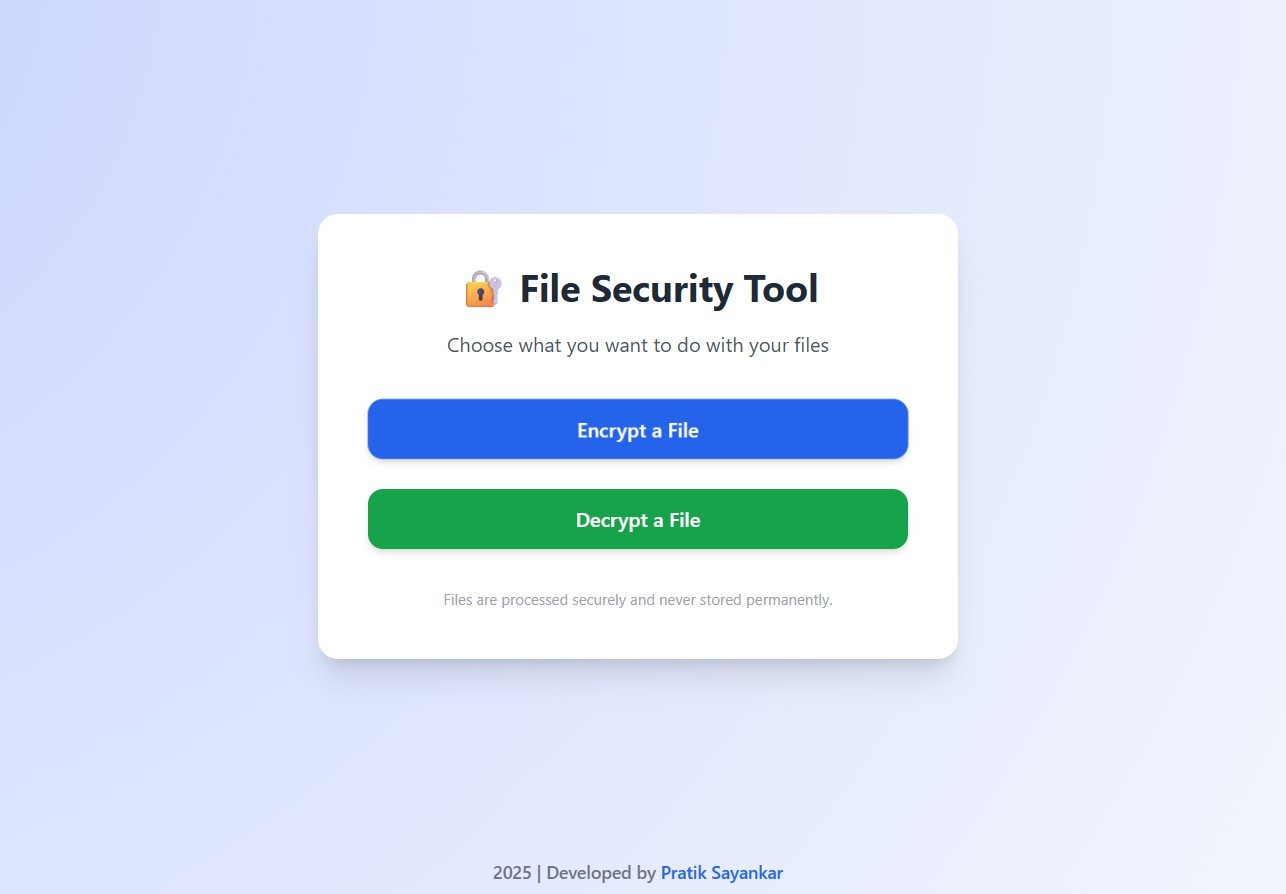 File Security Tool
Choose what you want to do with your files
Encrypt a File
Decrypt a File
Files are processed securely and never stored permanently.
2025 | Developed by Pratik Sayankar